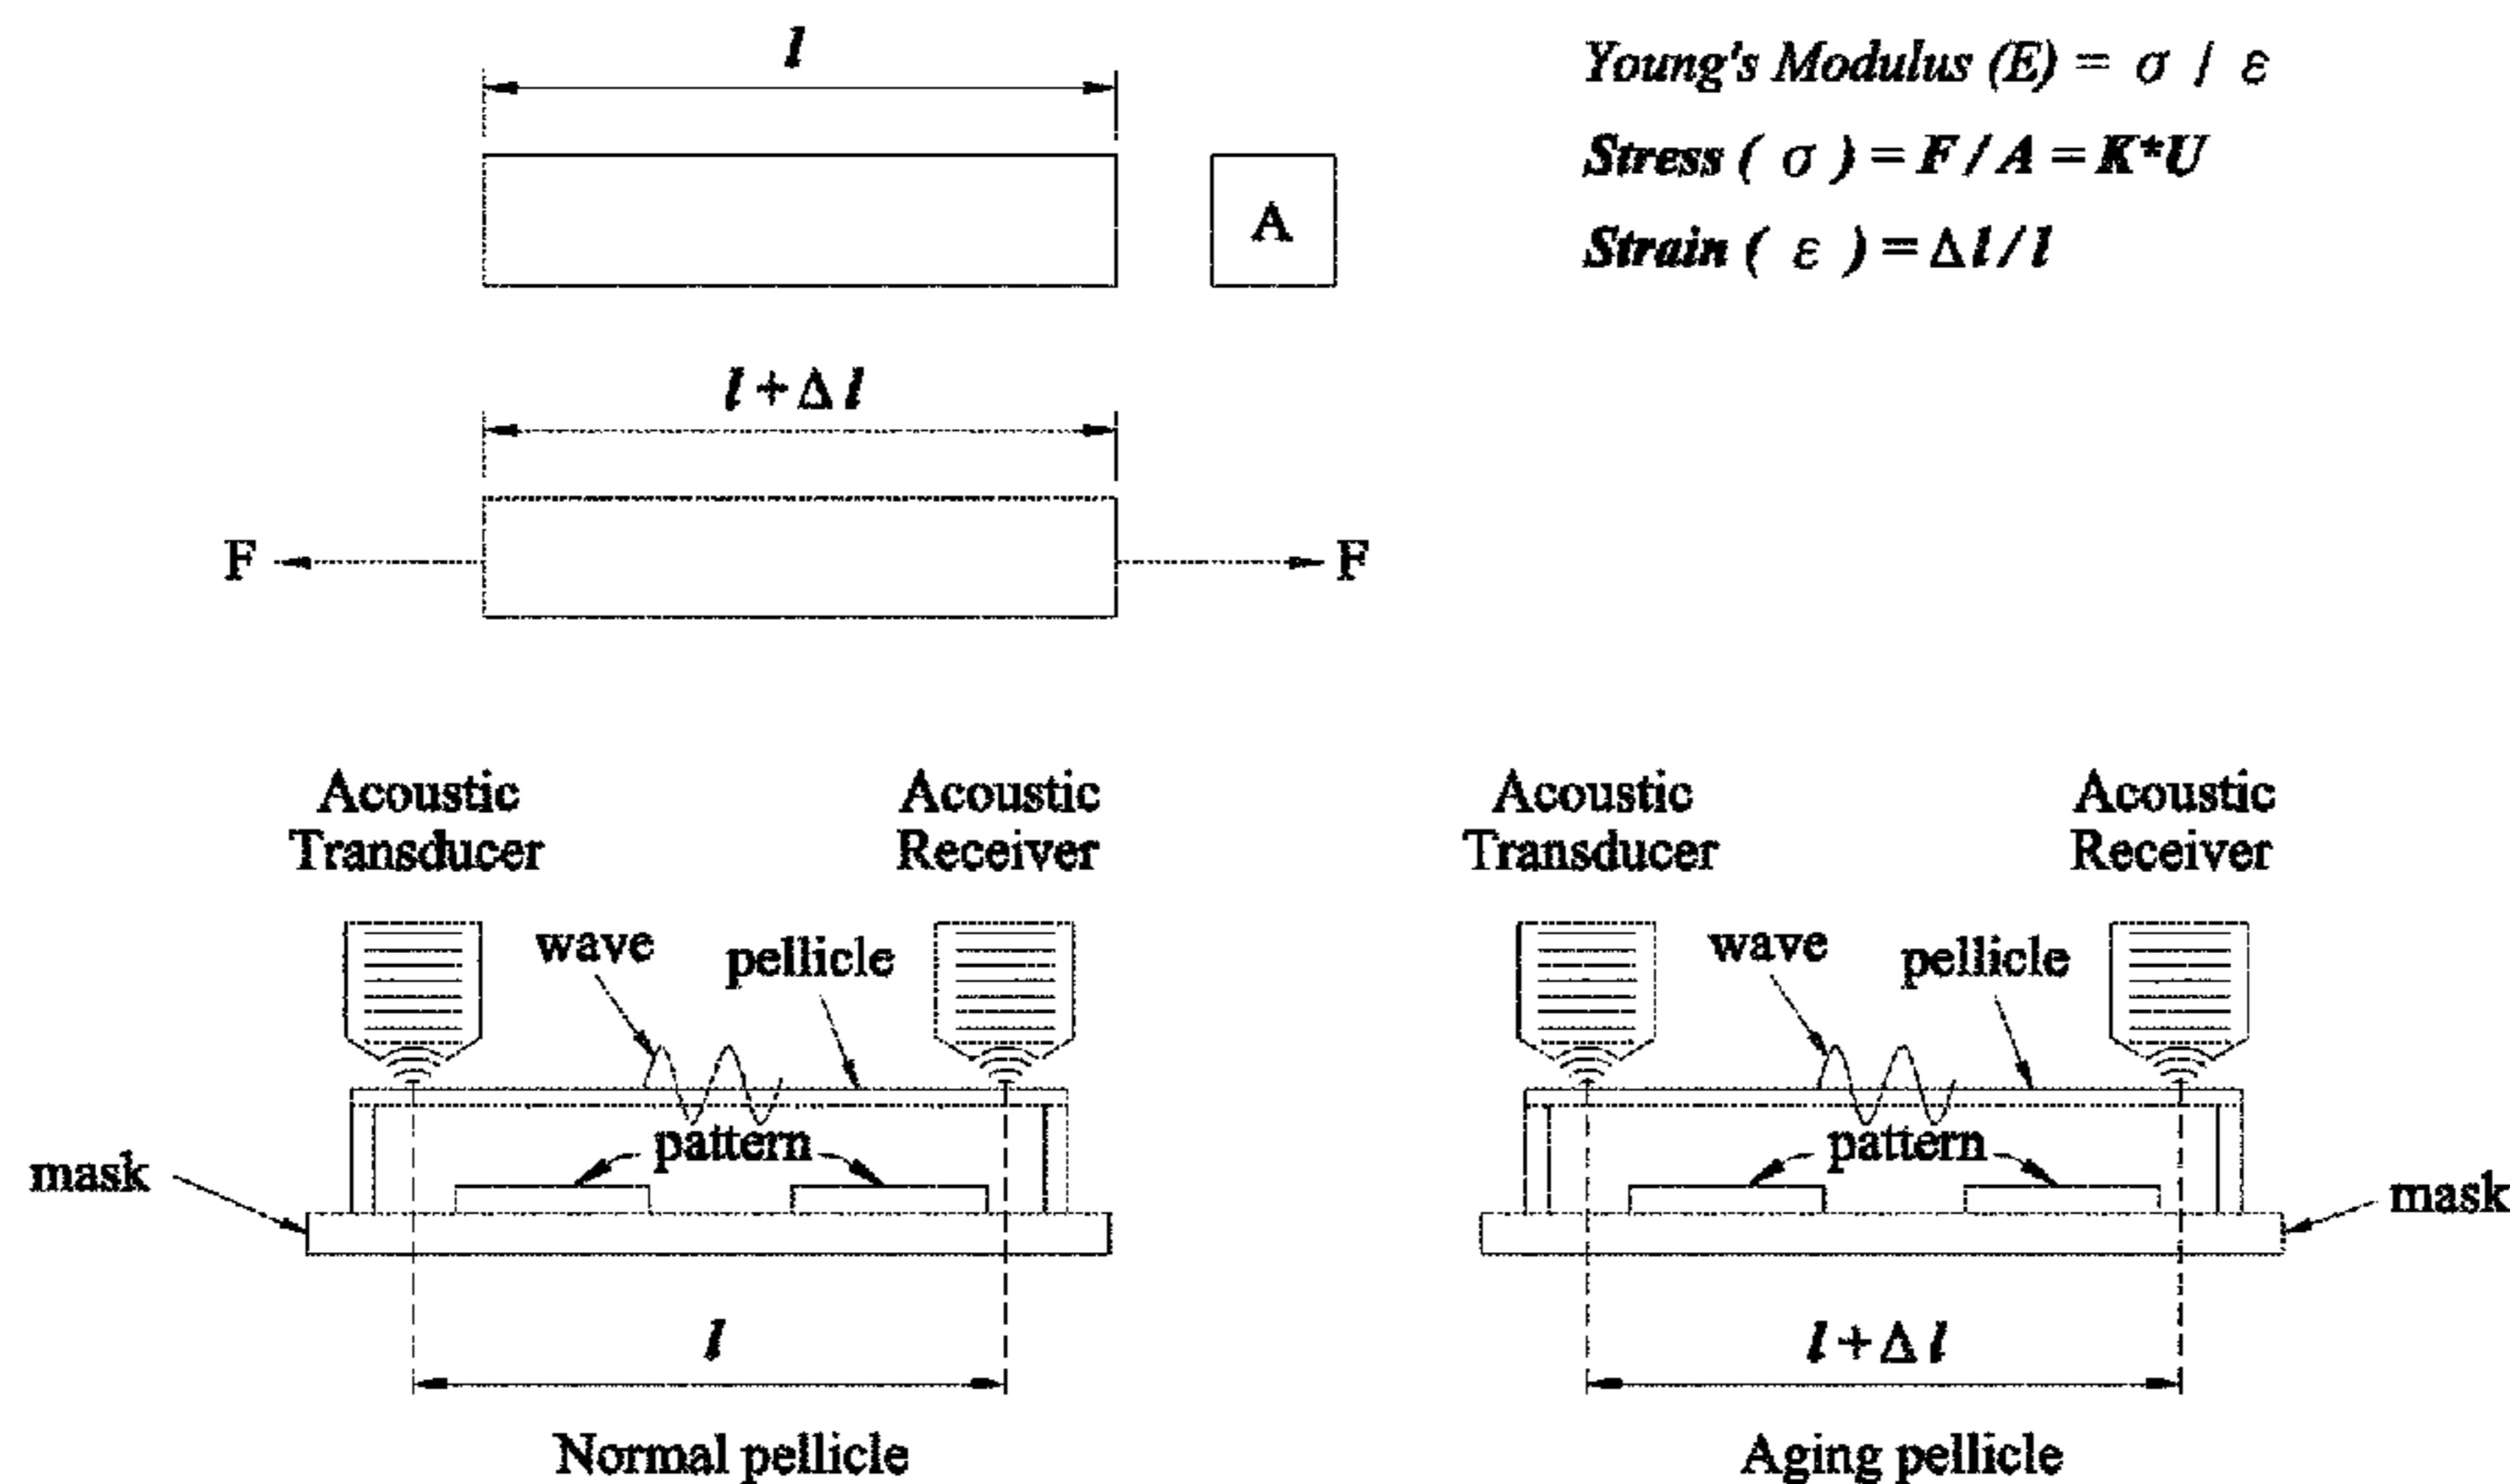 l
Young's Modulus (E) = σ / ε
Stress ( σ ) = F / A = K*U
A
Strain ( ε ) = Δl / l
l + Δl
F
F
Acoustic
Transducer
Acoustic
Receiver
Acoustic
Transducer
Acoustic
Receiver
wave
pellicle
wave
pellicle
pattern
pattern
mask
mask
l
l + Δl
Normal pellicle
Aging pellicle